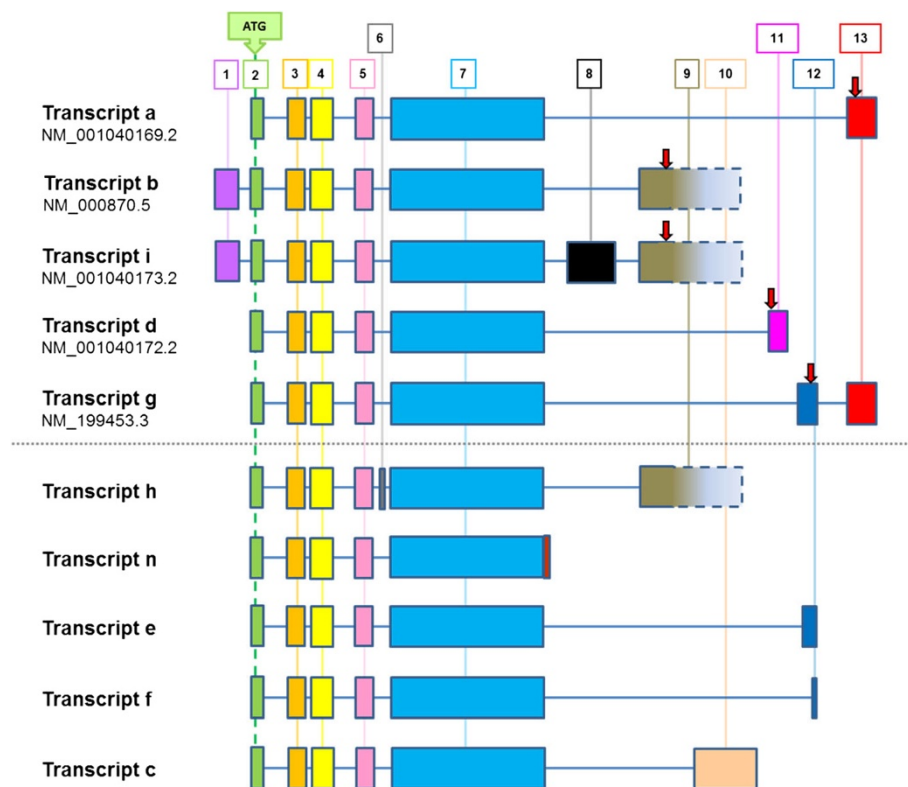 ATG
6
11
13
1
2
3
4
5
7
8
9
10
12
Transcript a
NM_001040169.2
Transcript b
NM_000870.5
Transcript i
NM_001040173.2
Transcript d
NM_001040172.2
Transcript g
NM_199453.3
Transcript h
Transcript n
Transcript e
Transcript f
Transcript c